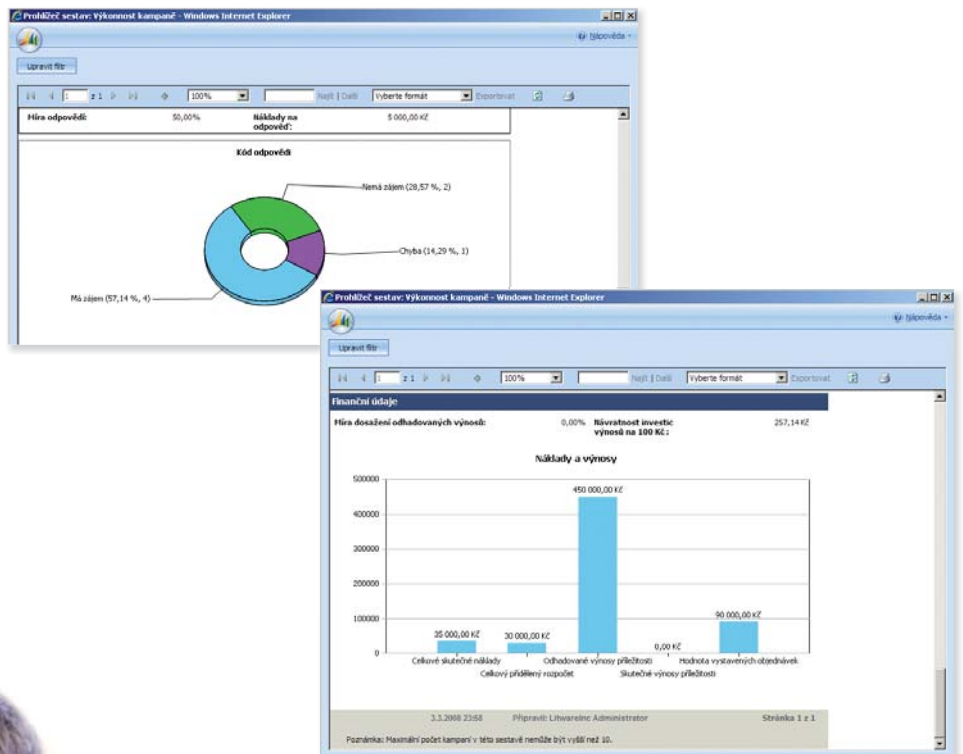 Prohlížeč sestav: Výkonnost kampaně - Windows Internet Explorer
Nápověda
Upravit filtr
1 z 1 100% Najít | Další Vyberte formát Exportovat
Míra odpovědí: 50,00% Náklady na odpověď: 5 000,00 Kč
Kód odpovědi
Nemá zájem (28,57 %, 2)
Chyba (14,29 %, 1)
Má zájem (57,14 %, 4)
Prohlížeč sestav: Výkonnost kampaně - Windows Internet Explorer
Nápověda
Upravit filtr
1 z 1 100% Najít | Další Vyberte formát Exportovat
Finanční údaje
Míra dosažení odhadovaných výnosů: 0,00% Návratnost investic výnosů na 100 Kč: 257,14 Kč
Náklady a výnosy
500000
450 000,00 Kč
400000
300000
200000
100000
90 000,00 Kč
35 000,00 Kč
30 000,00 Kč
0,00 Kč
0
Celkové skutečné náklady Odhadované výnosy příležitosti Hodnota vystavených objednávek
Celkový přidělený rozpočet Skutečné výnosy příležitosti
3.3.2008 23:58 Připravil: Litwareinc Administrator Stránka 1 z 1
Poznámka: Maximální počet kampaní v této sestavě nemůže být vyšší než 10.